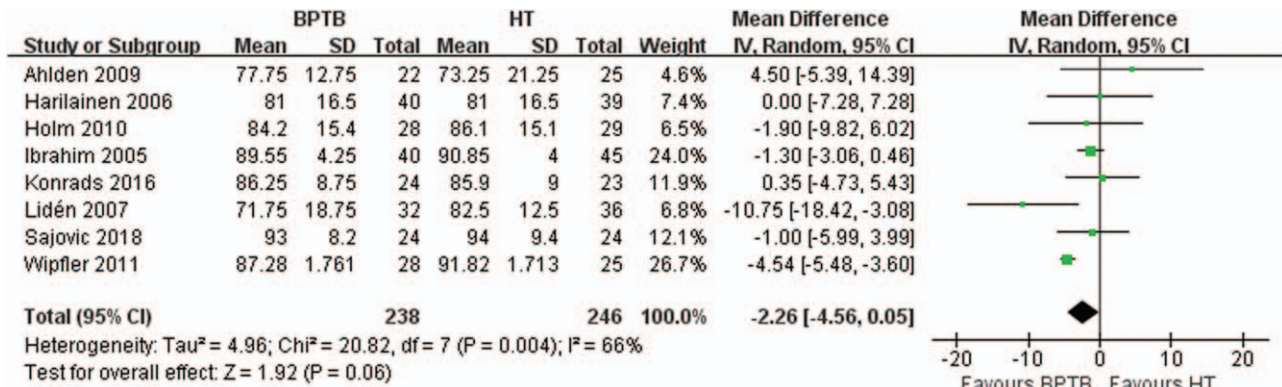 BPTB HT Mean Difference Mean Difference
Study or Subgroup Mean SD Total Mean SD Total Weight IV, Random, 95% CI IV, Random, 95% CI
Ahlden 2009 77.75 12.75 22 73.25 21.25 25 4.6% 4.50 [-5.39, 14.39]
Harilainen 2006 81 16.5 40 81 16.5 39 7.4% 0.00 [-7.28, 7.28]
Holm 2010 84.2 15.4 28 86.1 15.1 29 6.5% -1.90 [-9.82, 6.02]
Ibrahim 2005 89.55 4.25 40 90.85 4 45 24.0% -1.30 [-3.06, 0.46]
Konrads 2016 86.25 8.75 24 85.9 9 23 11.9% 0.35 [-4.73, 5.43]
Lidén 2007 71.75 18.75 32 82.5 12.5 36 6.8% -10.75 [-18.42, -3.08]
Sajovic 2018 93 8.2 24 94 9.4 24 12.1% -1.00 [-5.99, 3.99]
Wipfler 2011 87.28 1.761 28 91.82 1.713 25 26.7% -4.54 [-5.48, -3.60]
Total (95% CI) 238 246 100.0% -2.26 [-4.56, 0.05]
Heterogeneity: Tau² = 4.96; Chi² = 20.82, df = 7 (P = 0.004); I² = 66%
Test for overall effect: Z = 1.92 (P = 0.06)
-20 -10 0 10 20
Favours BPTB Favours HT